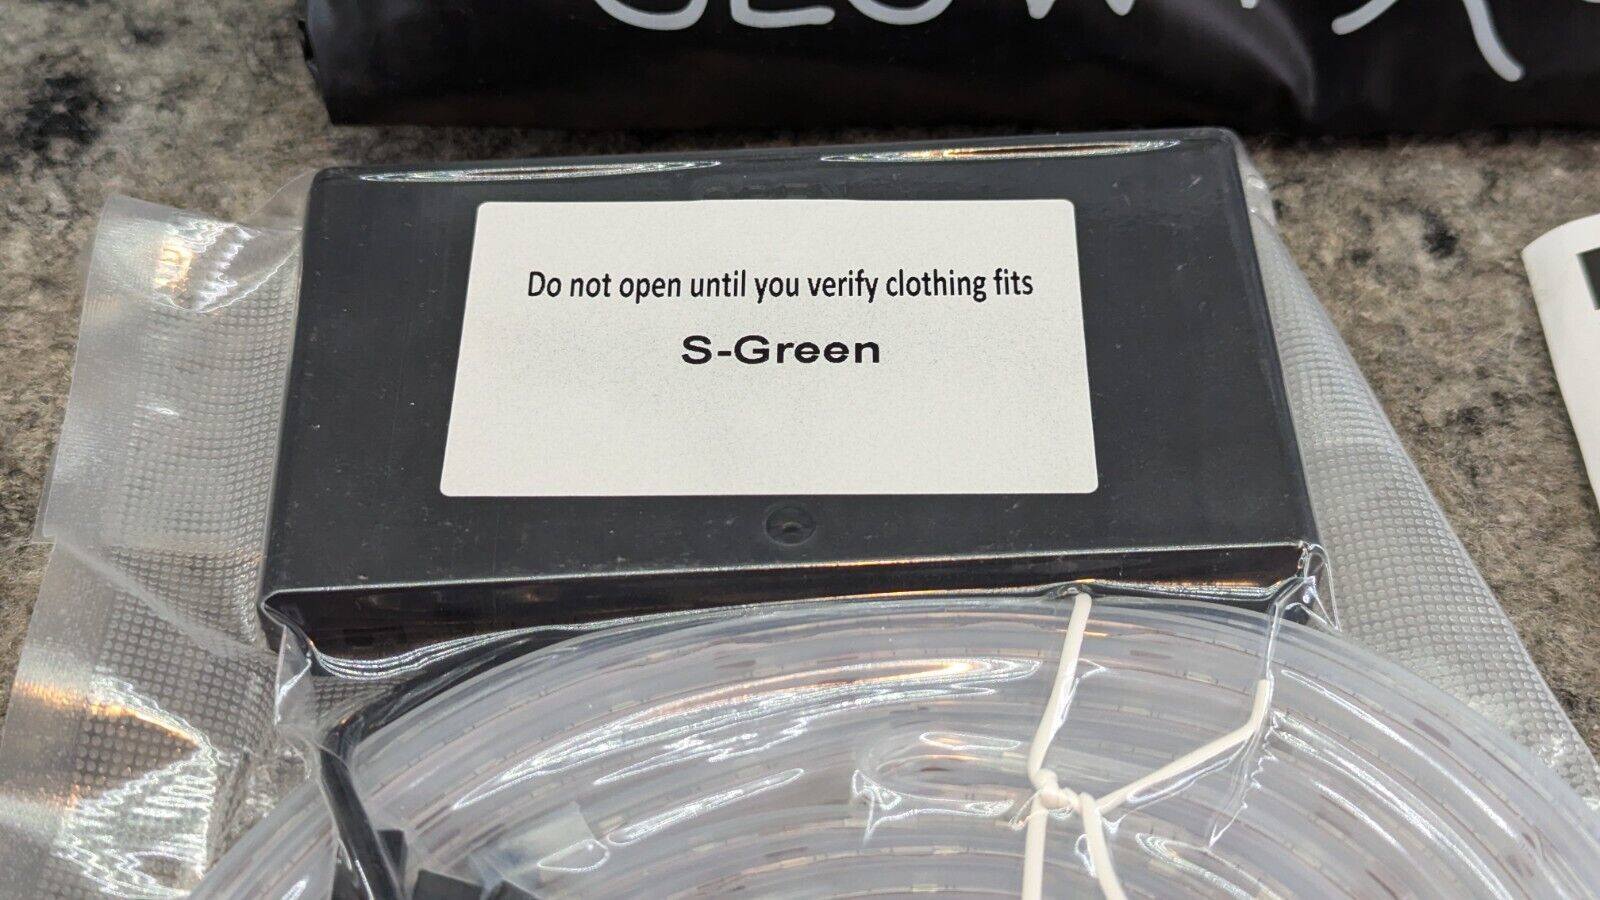 Do not open until you verify clothing fits
S-Green